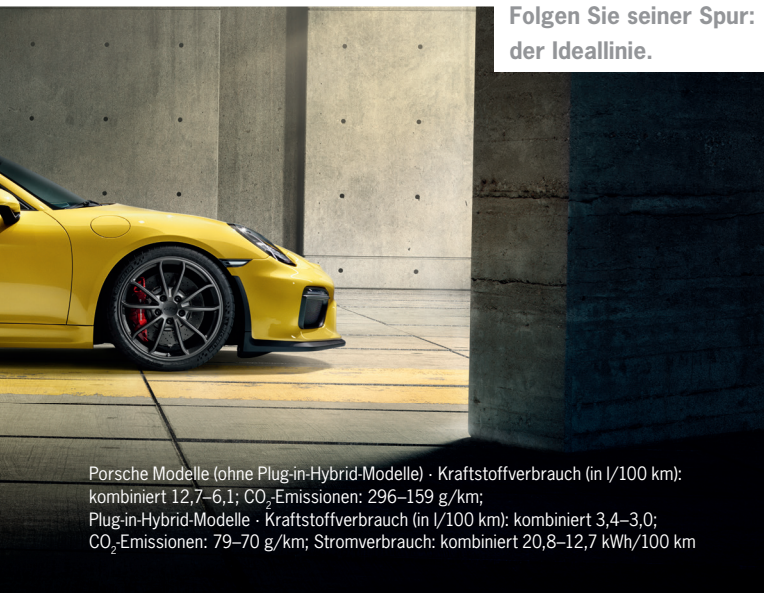 Folgen Sie seiner Spur:
der Ideallinie.
Porsche Modelle (ohne Plug-in-Hybrid-Modelle) · Kraftstoffverbrauch (in l/100 km):
kombiniert 12,7–6,1; CO₂-Emissionen: 296–159 g/km;
Plug-in-Hybrid-Modelle · Kraftstoffverbrauch (in l/100 km): kombiniert 3,4–3,0;
CO₂-Emissionen: 79–70 g/km; Stromverbrauch: kombiniert 20,8–12,7 kWh/100 km